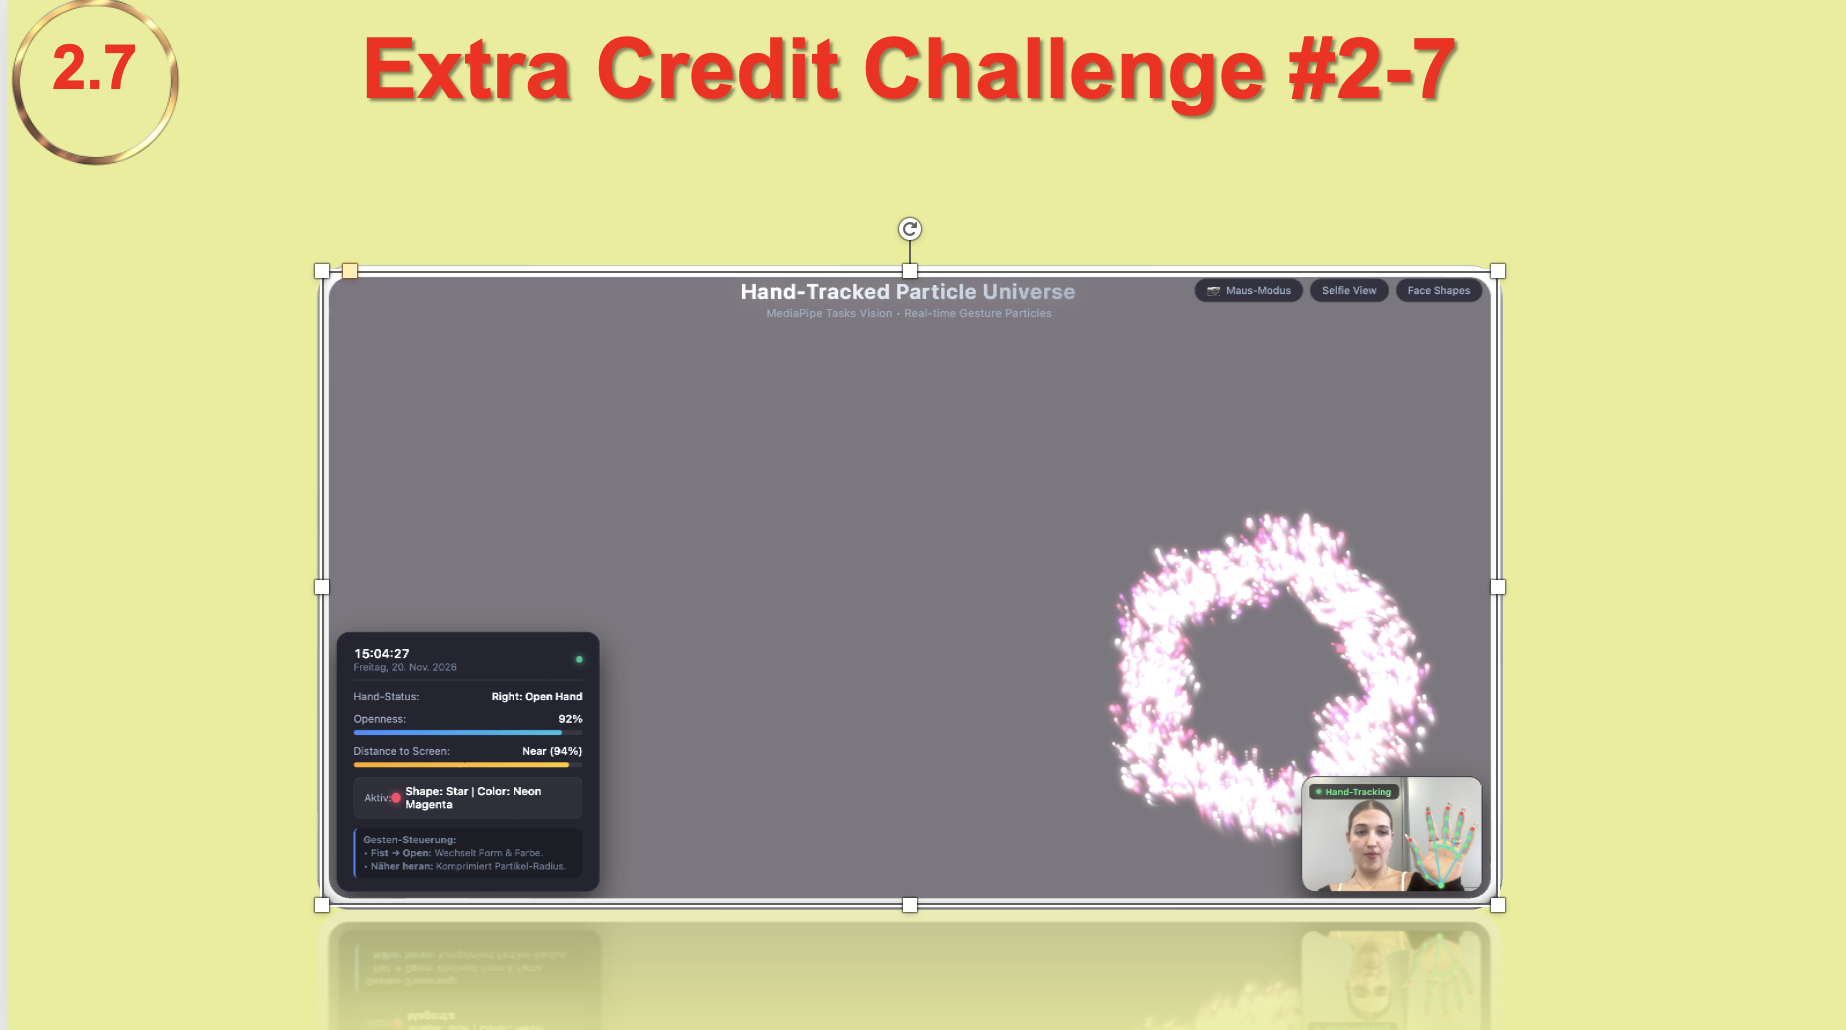 2.7
Extra Credit Challenge #2-7
Hand-Tracked Particle Universe
MediaPipe Tasks Vision • Real-time Gesture Particles
Maus-Modus
Selfie View
Face Shapes
15:04:27
Freitag, 20. Nov. 2026
Hand-Status: Right: Open Hand
Openness: 92%
Distance to Screen: Near (94%)
Aktiv: Shape: Star | Color: Neon
Magenta
Gesten-Steuerung:
• Fist → Open: Wechselt Form & Farbe.
• Näher heran: Komprimiert Partikel-Radius.
Hand-Tracking